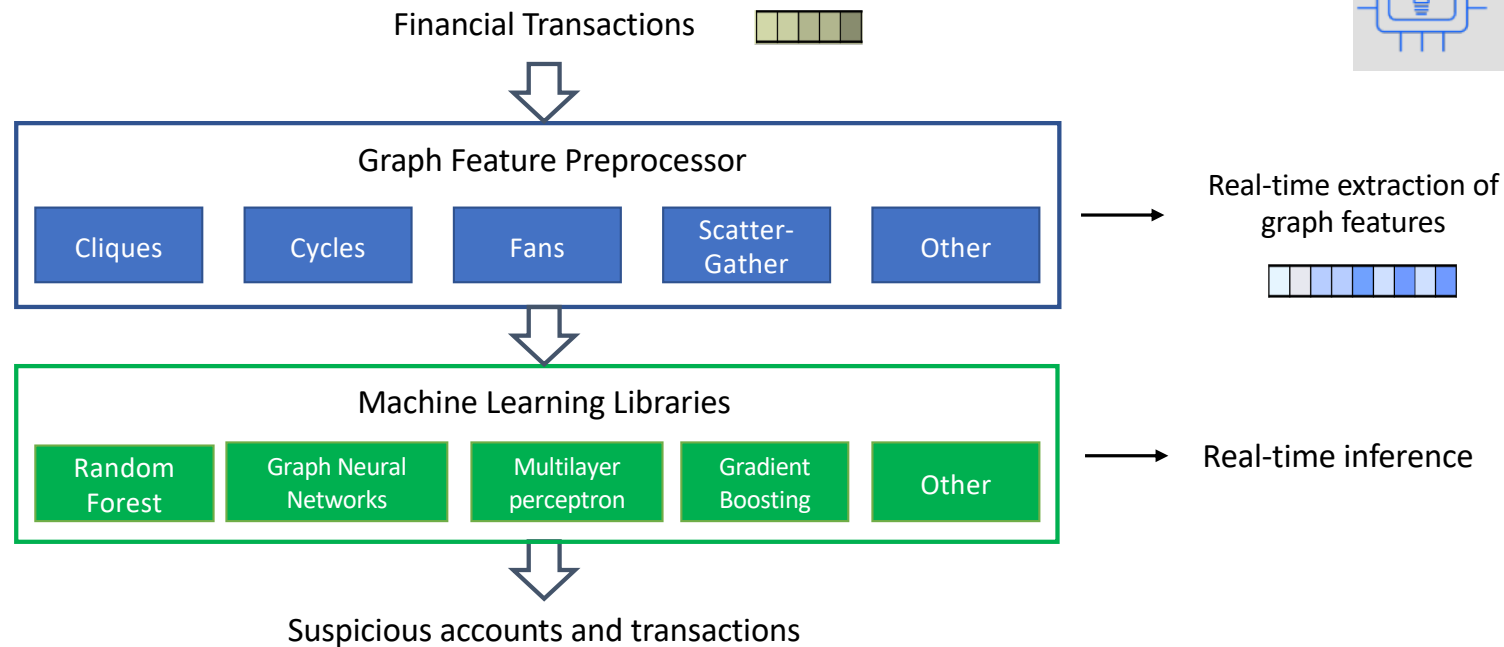 Financial Transactions
Graph Feature Preprocessor
Cliques
Cycles
Fans
Scatter-
Gather
Other
Real-time extraction of
graph features
Machine Learning Libraries
Random
Forest
Graph Neural
Networks
Multilayer
perceptron
Gradient
Boosting
Other
Real-time inference
Suspicious accounts and transactions